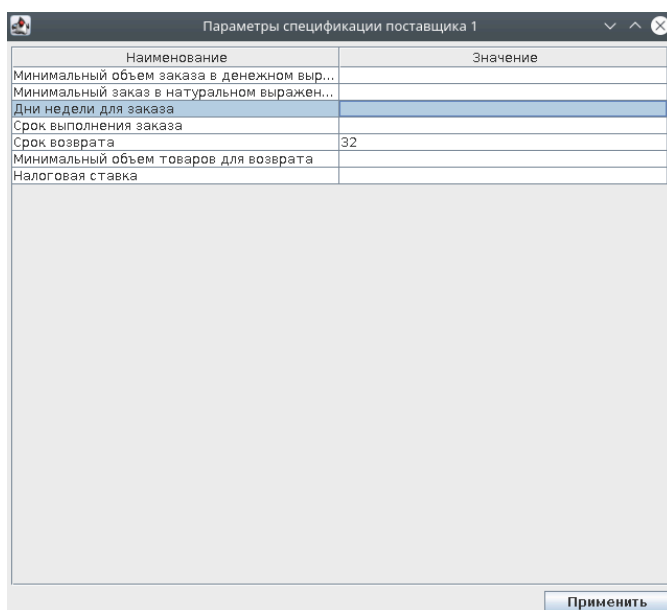 Параметры спецификации поставщика 1
Наименование Значение
Минимальный объем заказа в денежном выр...
Минимальный заказ в натуральном выражен...
Дни недели для заказа
Срок выполнения заказа
Срок возврата 32
Минимальный объем товаров для возврата
Налоговая ставка
Применить